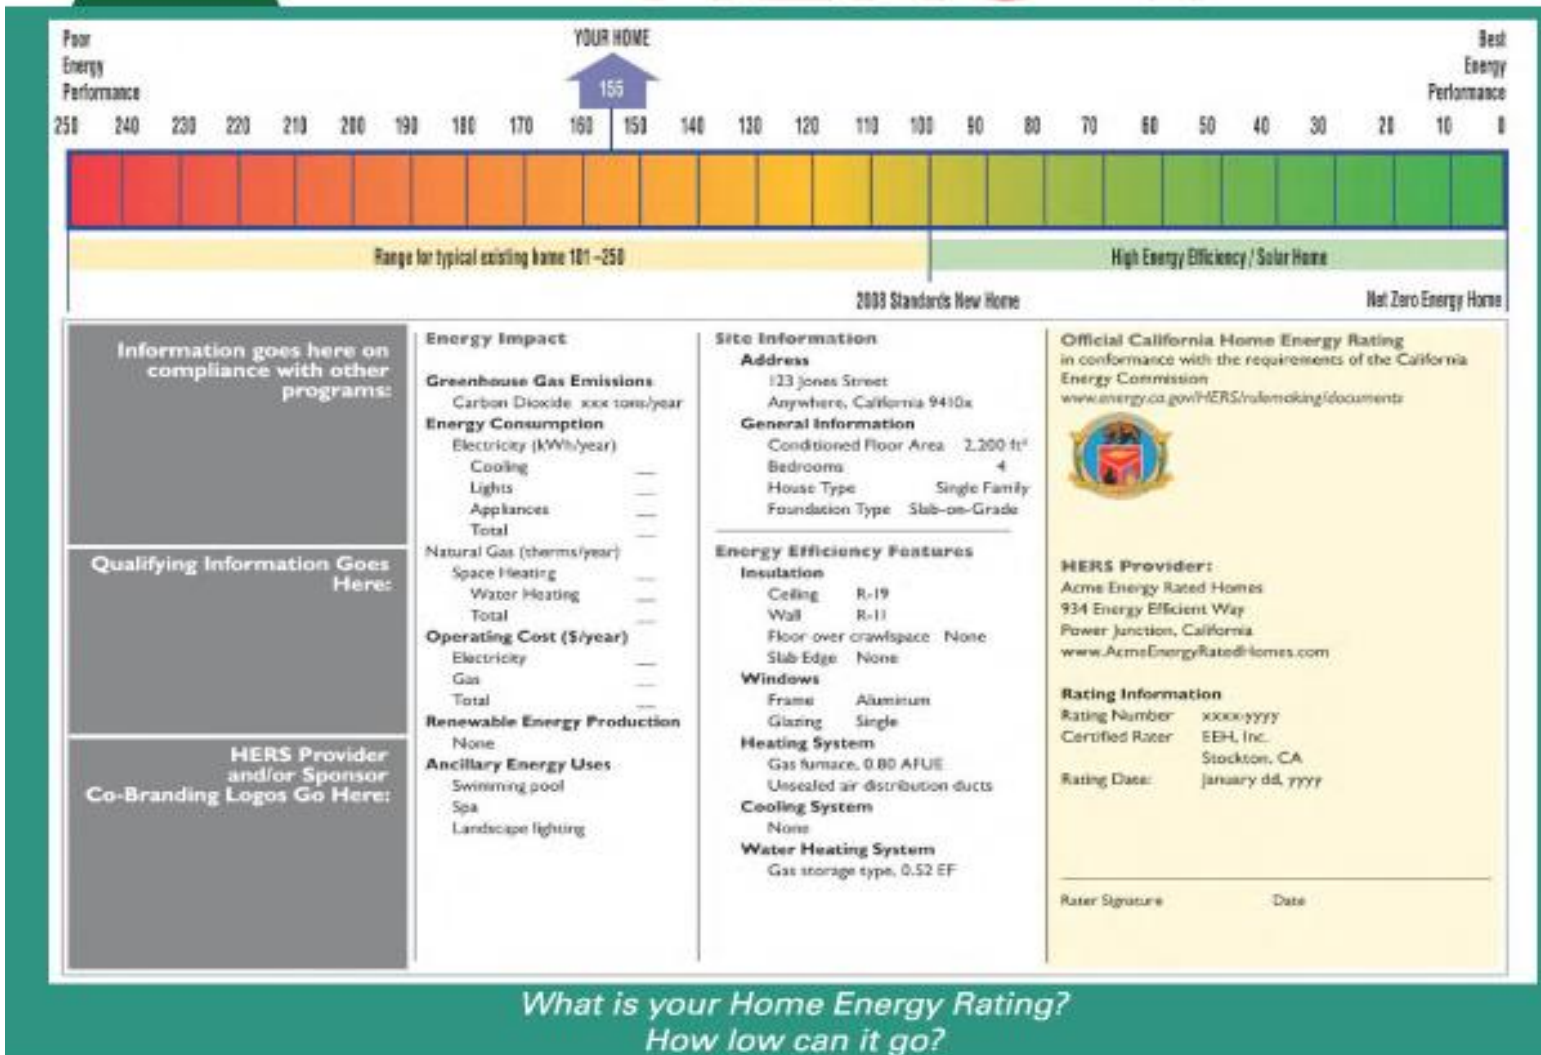 Poor
Energy
Performance
YOUR HOME
155
Best
Energy
Performance
250 240 230 220 210 200 190 180 170 160 150 140 130 120 110 100 90 80 70 60 50 40 30 20 10 0
Range for typical existing home 101 –250
High Energy Efficiency / Solar Home
2008 Standards New Home
Net Zero Energy Home
Information goes here on
compliance with other
programs:
Qualifying Information Goes
Here:
HERS Provider
and/or Sponsor
Co-Branding Logos Go Here:
Energy Impact
Greenhouse Gas Emissions
Carbon Dioxide xxx tons/year
Energy Consumption
Electricity (kWh/year)
Cooling __
Lights __
Appliances __
Total __
Natural Gas (therms/year)
Space Heating __
Water Heating __
Total __
Operating Cost ($/year)
Electricity __
Gas __
Total __
Renewable Energy Production
None
Ancillary Energy Uses
Swimming pool
Spa
Landscape lighting
Site Information
Address
123 Jones Street
Anywhere, California 9410x
General Information
Conditioned Floor Area 2,200 ft²
Bedrooms 4
House Type Single Family
Foundation Type Slab-on-Grade
Energy Efficiency Features
Insulation
Ceiling R-19
Wall R-11
Floor over crawlspace None
Slab Edge None
Windows
Frame Aluminum
Glazing Single
Heating System
Gas furnace, 0.80 AFUE
Unsealed air distribution ducts
Cooling System
None
Water Heating System
Gas storage type, 0.52 EF
Official California Home Energy Rating
in conformance with the requirements of the California
Energy Commission
www.energy.ca.gov/HERS/rulemaking/documents
HERS Provider:
Acme Energy Rated Homes
934 Energy Efficient Way
Power Junction, California
www.AcmeEnergyRatedHomes.com
Rating Information
Rating Number xxxx-yyyy
Certified Rater EEH, Inc.
Stockton, CA
Rating Date: January dd, yyyy
Rater Signature Date
What is your Home Energy Rating?
How low can it go?